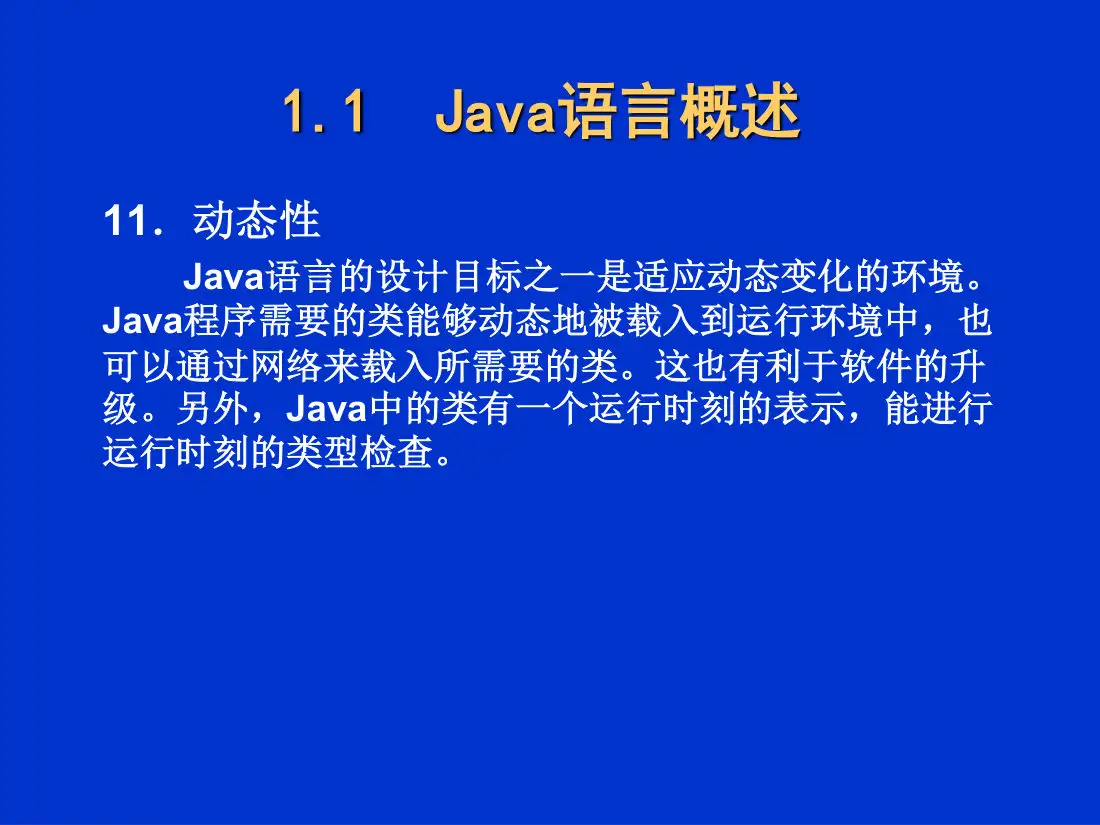 1.1 Java语言概述
11．动态性
Java语言的设计目标之一是适应动态变化的环境。
Java程序需要的类能够动态地被载入到运行环境中，也
可以通过网络来载入所需要的类。这也有利于软件的升
级。另外，Java中的类有一个运行时刻的表示，能进行
运行时刻的类型检查。